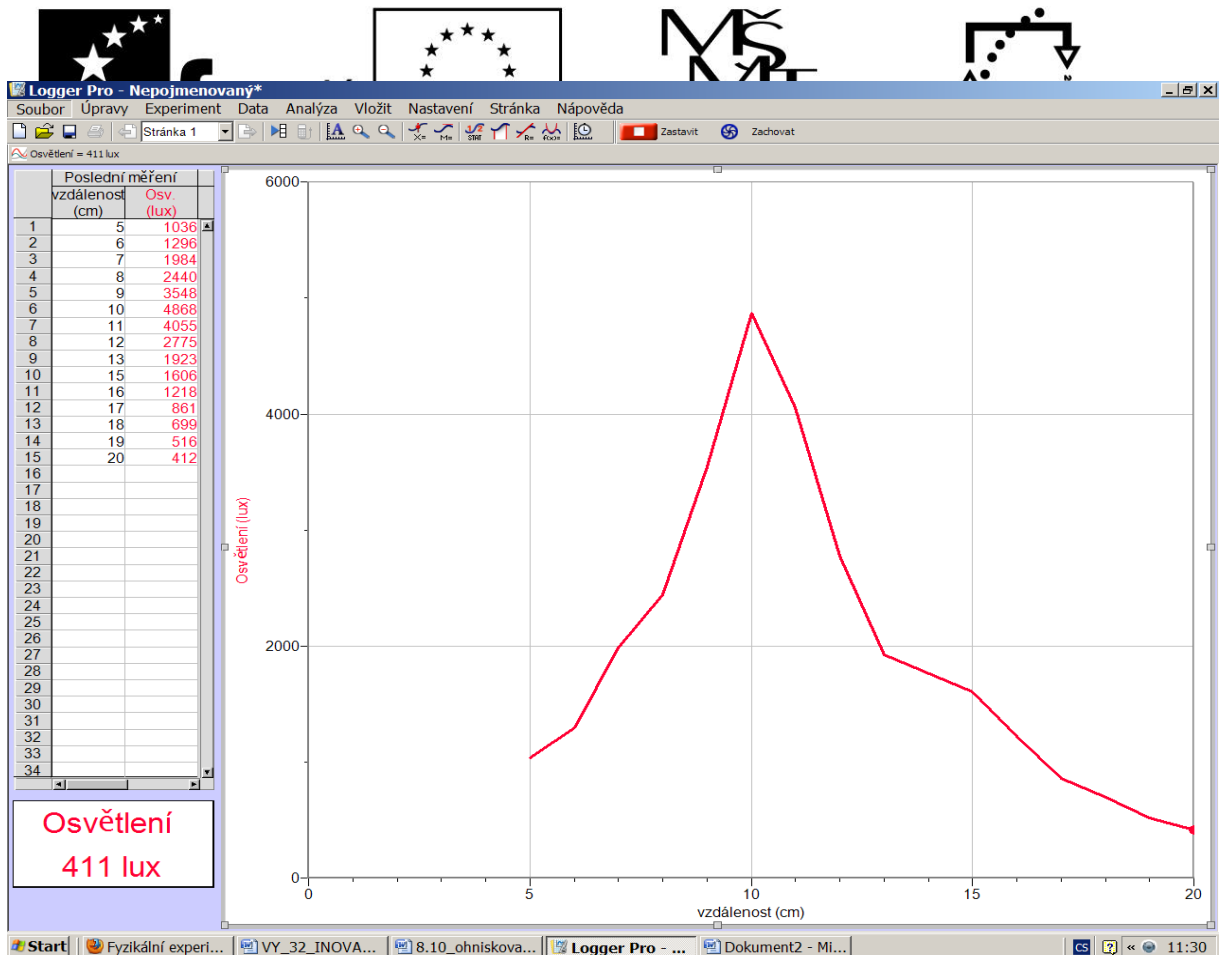 MŠ
MT
Logger Pro - Nepojmenovaný*
Soubor Úpravy Experiment Data Analýza Vložit Nastavení Stránka Nápověda
Stránka 1 Zastavit Zachovat
Osvětlení = 411 lux
Poslední měření
vzdálenost Osv.
(cm) (lux)
1 5 1036
2 6 1296
3 7 1984
4 8 2440
5 9 3548
6 10 4868
7 11 4055
8 12 2775
9 13 1923
10 15 1606
11 16 1218
12 17 861
13 18 699
14 19 516
15 20 412
16
17
18
19
20
21
22
23
24
25
26
27
28
29
30
31
32
33
34
Osvětlení
411 lux
6000
4000
2000
0
Osvětlení (lux)
0 5 10 15 20
vzdálenost (cm)
Start Fyzikální experi... VY_32_INOVA... 8.10_ohniskova... Logger Pro - ... Dokument2 - Mi... CS 11:30